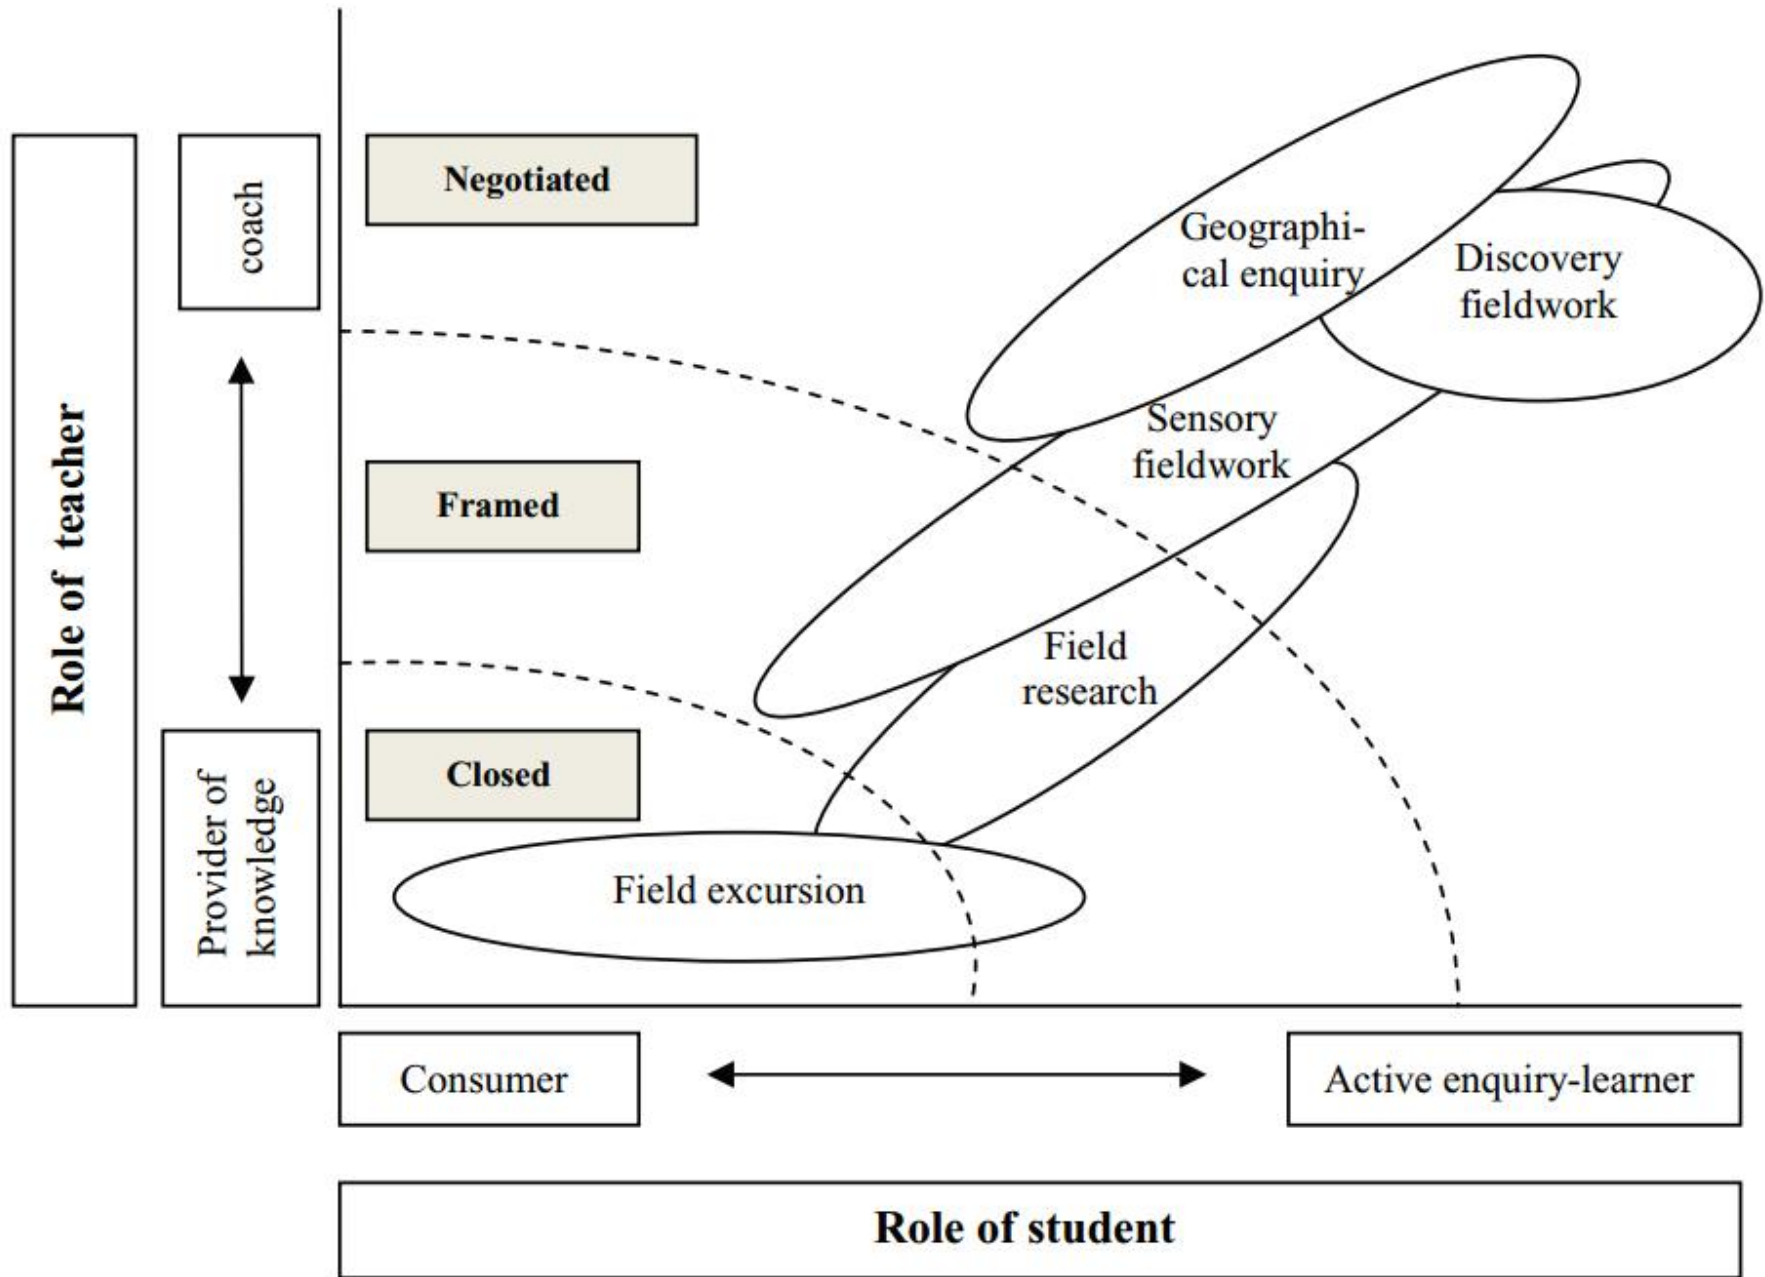 Role of teacher
coach
Provider of
knowledge
Negotiated
Framed
Closed
Geographi-
cal enquiry
Discovery
fieldwork
Sensory
fieldwork
Field
research
Field excursion
Consumer
Active enquiry-learner
Role of student